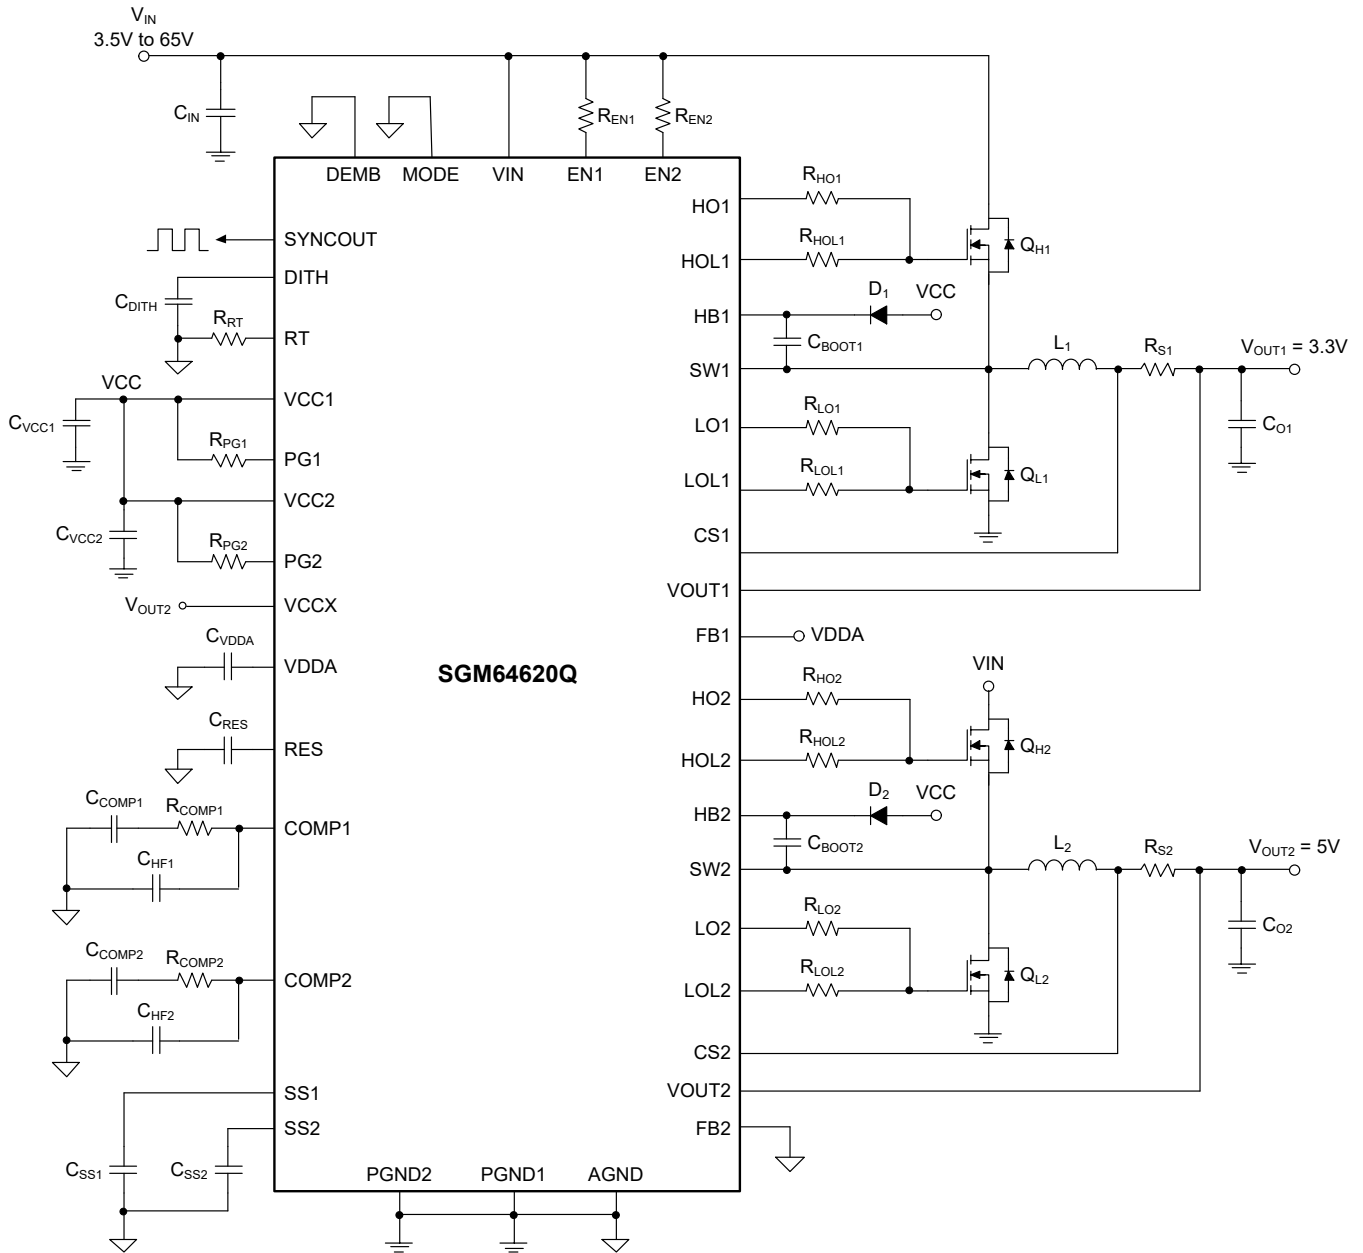 VIN
3.5V to 65V
CIN
REN1
REN2
DEMB
MODE
VIN
EN1
EN2
SYNCOUT
DITH
CDITH
RRT
RT
VCC
VCC1
CVCC1
RPG1
PG1
VCC2
CVCC2
RPG2
PG2
VOUT2
VCCX
CVDDA
VDDA
CRES
RES
CCOMP1
RCOMP1
COMP1
CHF1
CCOMP2
RCOMP2
COMP2
CHF2
SS1
SS2
CSS1
CSS2
SGM64620Q
PGND2
PGND1
AGND
HO1
RHO1
HOL1
RHOL1
QH1
HB1
D1
VCC
CBOOT1
SW1
L1
RS1
VOUT1 = 3.3V
LO1
RLO1
CO1
LOL1
RLOL1
QL1
CS1
VOUT1
FB1
VDDA
VIN
HO2
RHO2
HOL2
RHOL2
QH2
HB2
D2
VCC
CBOOT2
SW2
L2
RS2
VOUT2 = 5V
LO2
RLO2
CO2
LOL2
RLOL2
QL2
CS2
VOUT2
FB2